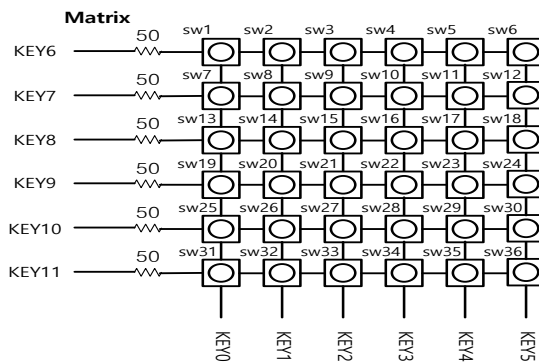 Matrix
50 sw1 sw2 sw3 sw4 sw5 sw6
KEY6
50 sw7 sw8 sw9 sw10 sw11 sw12
KEY7
50 sw13 sw14 sw15 sw16 sw17 sw18
KEY8
50 sw19 sw20 sw21 sw22 sw23 sw24
KEY9
50 sw25 sw26 sw27 sw28 sw29 sw30
KEY10
50 sw31 sw32 sw33 sw34 sw35 sw36
KEY11
KEY0 KEY1 KEY2 KEY3 KEY4 KEY5